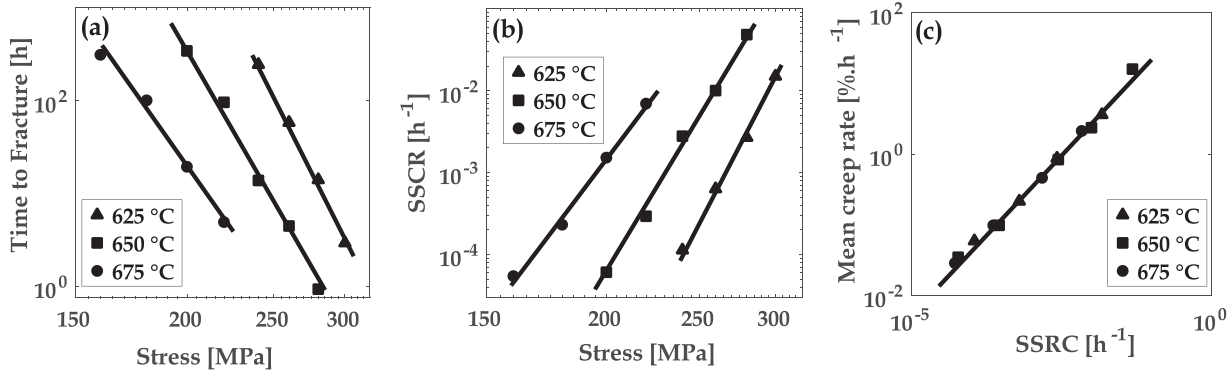 (a)
Time to Fracture [h]
10^2
10^0
625 °C
650 °C
675 °C
150
200
250
300
Stress [MPa]
(b)
SSCR [h^-1]
10^-2
10^-3
10^-4
625 °C
650 °C
675 °C
150
200
250
300
Stress [MPa]
(c)
Mean creep rate [%.h^-1]
10^2
10^0
10^-2
625 °C
650 °C
675 °C
10^-5
10^0
SSRC [h^-1]